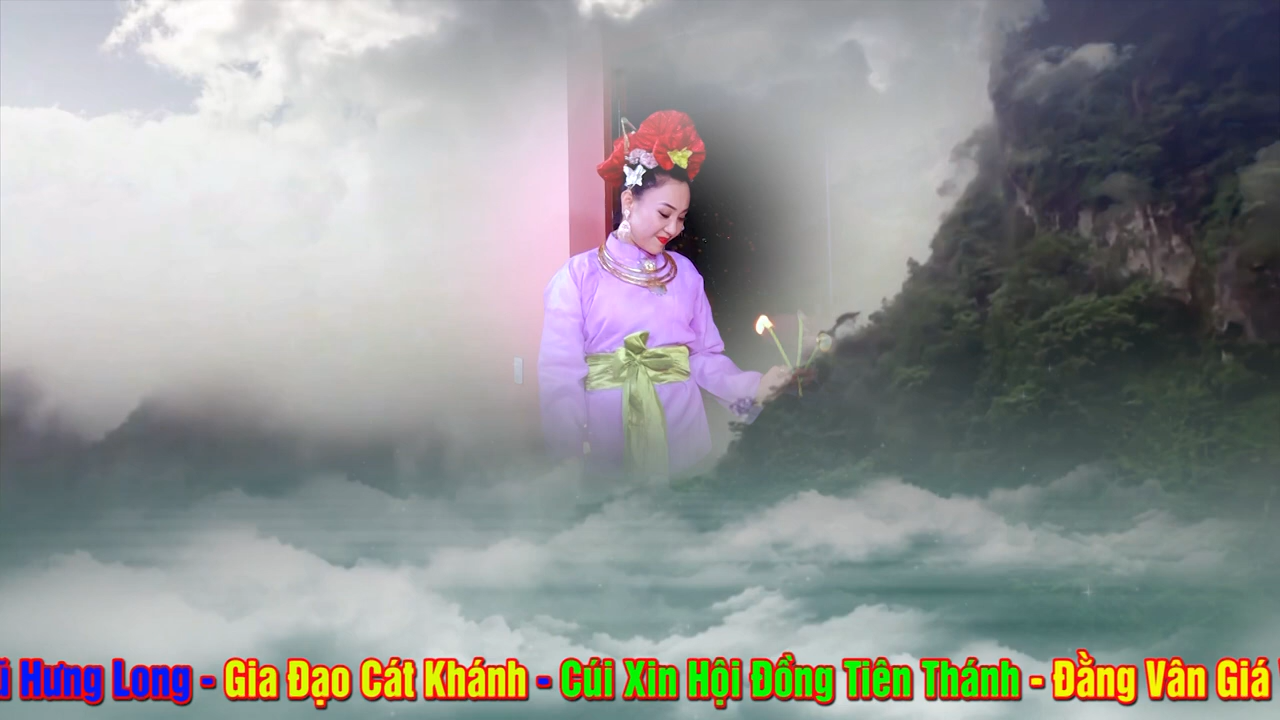 Hưng Long - Gia Đạo Cát Khánh - Cúi Xin Hội Đồng Tiên Thánh - Đằng Vân Giá